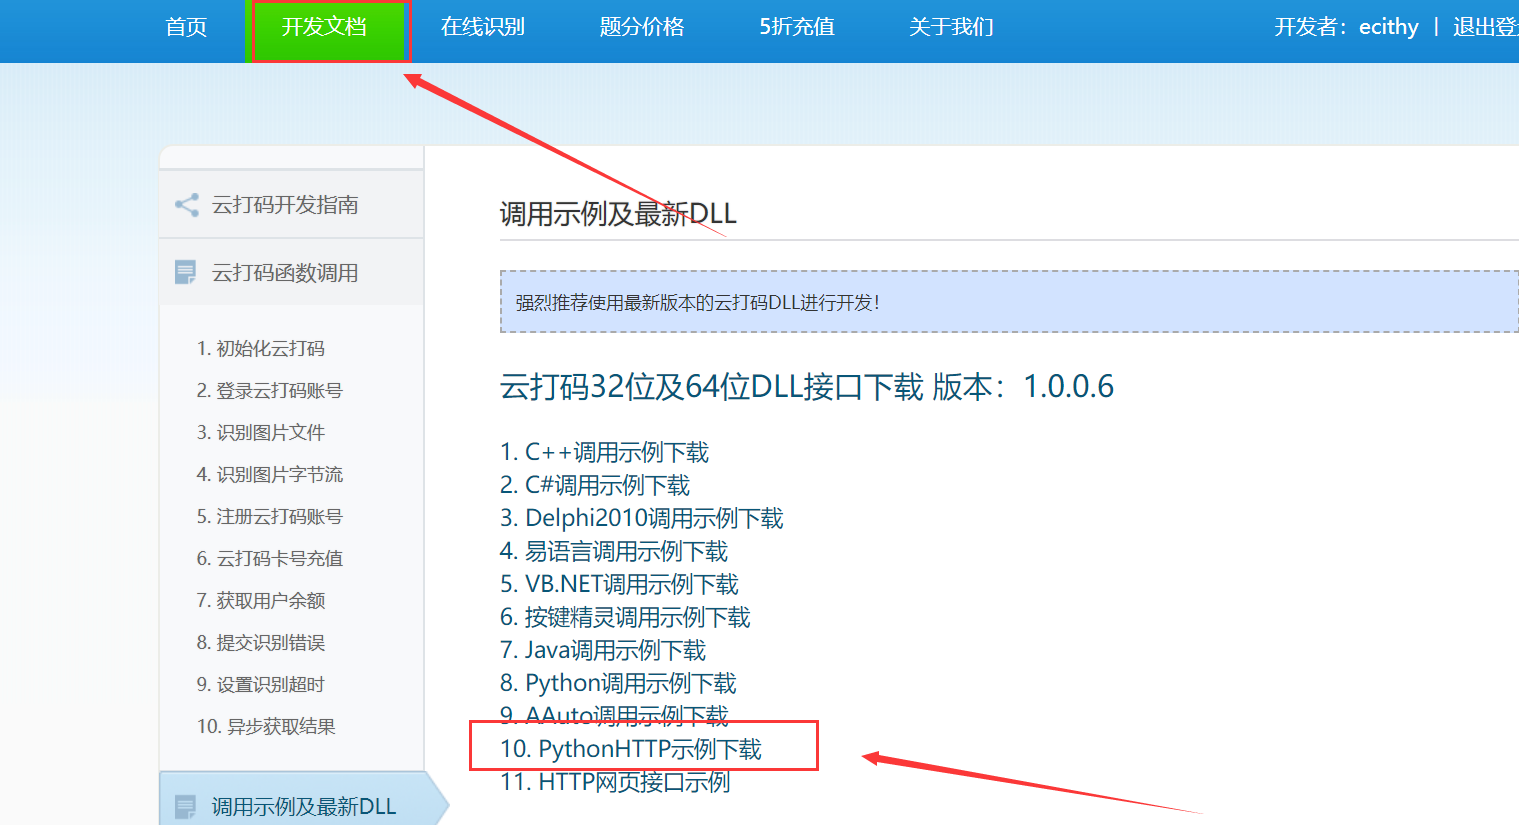 首页 开发文档 在线识别 题分价格 5折充值 关于我们 开发者：ecithy | 退出登
云打码开发指南
云打码函数调用
1. 初始化云打码
2. 登录云打码账号
3. 识别图片文件
4. 识别图片字节流
5. 注册云打码账号
6. 云打码卡号充值
7. 获取用户余额
8. 提交识别错误
9. 设置识别超时
10. 异步获取结果
调用示例及最新DLL
调用示例及最新DLL
强烈推荐使用最新版本的云打码DLL进行开发！
云打码32位及64位DLL接口下载 版本：1.0.0.6
1. C++调用示例下载
2. C#调用示例下载
3. Delphi2010调用示例下载
4. 易语言调用示例下载
5. VB.NET调用示例下载
6. 按键精灵调用示例下载
7. Java调用示例下载
8. Python调用示例下载
9. AAuto调用示例下载
10. PythonHTTP示例下载
11. HTTP网页接口示例